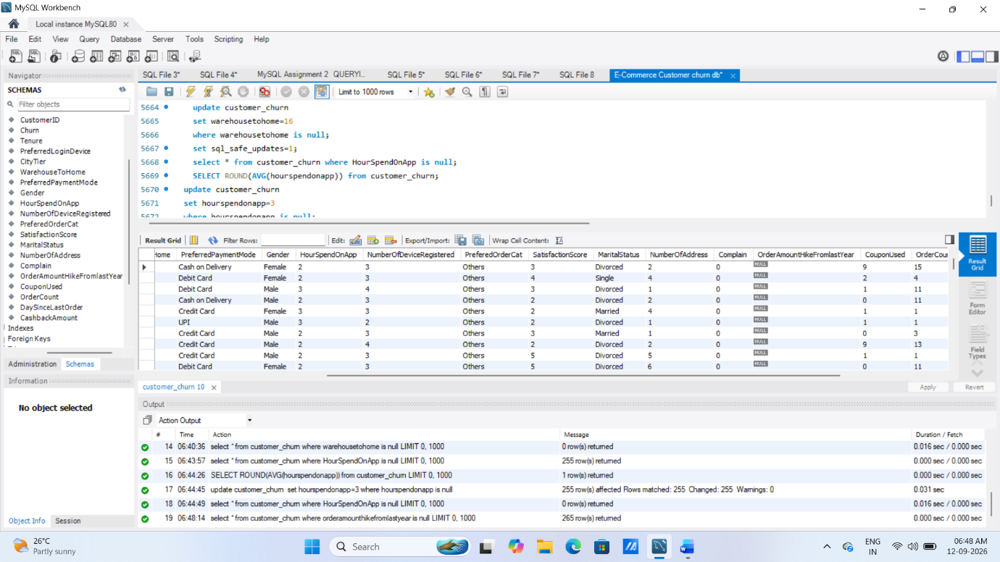 MySQL Workbench
Local instance MySQL80
File Edit View Query Database Server Tools Scripting Help
Navigator
SCHEMAS
Filter objects
CustomerID
Churn
Tenure
PreferredLoginDevice
CityTier
WarehouseToHome
PreferredPaymentMode
Gender
HourSpendOnApp
NumberOfDeviceRegistered
PreferedOrderCat
SatisfactionScore
MaritalStatus
NumberOfAddress
Complain
OrderAmountHikeFromlastYear
CouponUsed
OrderCount
DaySinceLastOrder
CashbackAmount
Indexes
Foreign Keys
Administration Schemas
Information
No object selected
Object Info Session
SQL File 3* SQL File 4* MySQL Assignment 2 QUERYI... SQL File 5* SQL File 6* SQL File 7* SQL File 8 E-Commerce Customer churn db*
Limit to 1000 rows
5664 update customer_churn
5665 set warehousetohome=16
5666 where warehousetohome is null;
5667 set sql_safe_updates=1;
5668 select * from customer_churn where HourSpendOnApp is null;
5669 SELECT ROUND(AVG(hourspendonapp)) from customer_churn;
5670 update customer_churn
5671 set hourspendonapp=3
5672 where hourspendonapp is null;
Result Grid Filter Rows: Edit: Export/Import: Wrap Cell Content:
Home PreferredPaymentMode Gender HourSpendOnApp NumberOfDeviceRegistered PreferedOrderCat SatisfactionScore MaritalStatus NumberOfAddress Complain OrderAmountHikeFromlastYear CouponUsed OrderCour
Cash on Delivery Female 2 3 Others 3 Divorced 2 0 NULL 9 15
Debit Card Female 2 3 Others 4 Single 4 0 NULL 2 4
Debit Card Male 3 4 Others 3 Divorced 1 0 NULL 1 11
Cash on Delivery Male 2 3 Others 2 Divorced 2 0 NULL 0 11
Credit Card Female 3 3 Others 2 Married 4 0 NULL 1 1
UPI Male 3 2 Others 2 Divorced 1 0 NULL 1 1
Credit Card Male 2 3 Others 3 Married 1 0 NULL 0 3
Credit Card Male 2 4 Others 2 Divorced 2 0 NULL 9 13
Credit Card Male 2 3 Others 5 Divorced 5 0 NULL 1 1
Debit Card Female 2 3 Others 5 Divorced 6 0 NULL 0 11
Result Grid
Form Editor
Field Types
customer_churn 10
Apply Revert
Output
Action Output
# Time Action Message Duration / Fetch
14 06:40:36 select * from customer_churn where warehousetohome is null LIMIT 0, 1000 0 row(s) returned 0.016 sec / 0.000 sec
15 06:43:57 select * from customer_churn where HourSpendOnApp is null LIMIT 0, 1000 255 row(s) returned 0.000 sec / 0.000 sec
16 06:44:26 SELECT ROUND(AVG(hourspendonapp)) from customer_churn LIMIT 0, 1000 1 row(s) returned 0.000 sec / 0.000 sec
17 06:44:45 update customer_churn set hourspendonapp=3 where hourspendonapp is null 255 row(s) affected Rows matched: 255 Changed: 255 Warnings: 0 0.031 sec
18 06:44:49 select * from customer_churn where HourSpendOnApp is null LIMIT 0, 1000 0 row(s) returned 0.016 sec / 0.000 sec
19 06:48:14 select * from customer_churn where orderamounthikefromlastyear is null LIMIT 0, 1000 265 row(s) returned 0.000 sec / 0.000 sec
26°C
Partly sunny
Search
ENG
IN
06:48 AM
12-09-2026